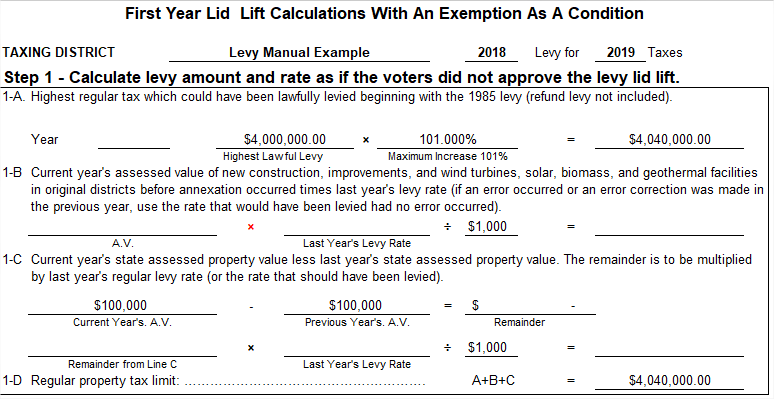 First Year Lid Lift Calculations With An Exemption As A Condition
TAXING DISTRICT Levy Manual Example 2018 Levy for 2019 Taxes
Step 1 - Calculate levy amount and rate as if the voters did not approve the levy lid lift.
1-A. Highest regular tax which could have been lawfully levied beginning with the 1985 levy (refund levy not included).
Year $4,000,000.00 × 101.000% = $4,040,000.00
Highest Lawful Levy Maximum Increase 101%
1-B Current year's assessed value of new construction, improvements, and wind turbines, solar, biomass, and geothermal facilities
in original districts before annexation occurred times last year's levy rate (if an error occurred or an error correction was made in
the previous year, use the rate that would have been levied had no error occurred).
× ÷ $1,000 =
A.V. Last Year's Levy Rate
1-C Current year's state assessed property value less last year's state assessed property value. The remainder is to be multiplied
by last year's regular levy rate (or the rate that should have been levied).
$100,000 - $100,000 = $ -
Current Year's. A.V. Previous Year's. A.V. Remainder
× ÷ $1,000 =
Remainder from Line C Last Year's Levy Rate
1-D Regular property tax limit: ........................................................ A+B+C = $4,040,000.00